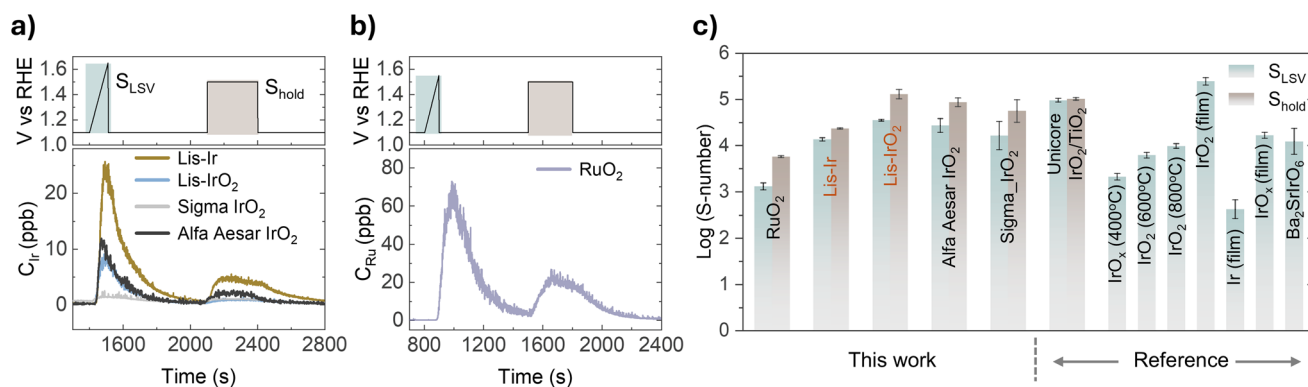 a)
V vs RHE
1.6
1.4
1.2
1.0
S_LSV
S_hold
C_Ir (ppb)
20
10
0
Lis-Ir
Lis-IrO₂
Sigma IrO₂
Alfa Aesar IrO₂
1600
2000
2400
2800
Time (s)
b)
V vs RHE
1.6
1.4
1.2
1.0
C_Ru (ppb)
80
60
40
20
00
RuO₂
800
1200
1600
2000
2400
Time (s)
c)
Log (S-number)
6
5
4
3
2
1
0
S_LSV
S_hold
RuO₂
Lis-Ir
Lis-IrO₂
Alfa Aesar IrO₂
Sigma_IrO₂
Unicore
IrO₂/TiO₂
IrOₓ (400°C)
IrO₂ (600°C)
IrO₂ (800°C)
IrO₂ (film)
Ir (film)
IrOₓ (film)
Ba₂SrIrO₆
This work
Reference